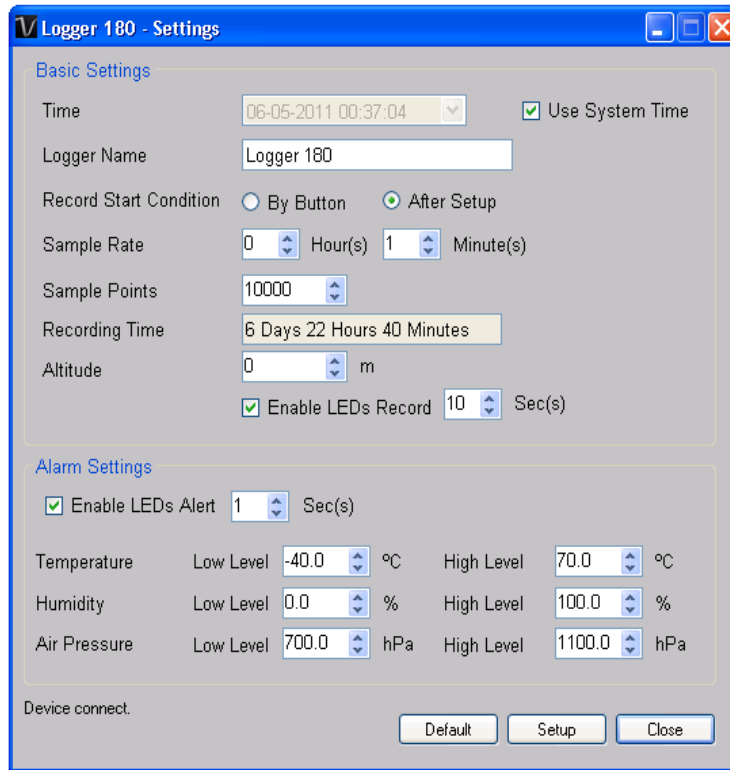 Logger 180 - Settings
Basic Settings
Time 06-05-2011 00:37:04 Use System Time
Logger Name Logger 180
Record Start Condition By Button After Setup
Sample Rate 0 Hour(s) 1 Minute(s)
Sample Points 10000
Recording Time 6 Days 22 Hours 40 Minutes
Altitude 0 m
Enable LEDs Record 10 Sec(s)
Alarm Settings
Enable LEDs Alert 1 Sec(s)
Temperature Low Level -40.0 ºC High Level 70.0 ºC
Humidity Low Level 0.0 % High Level 100.0 %
Air Pressure Low Level 700.0 hPa High Level 1100.0 hPa
Device connect.
Default Setup Close